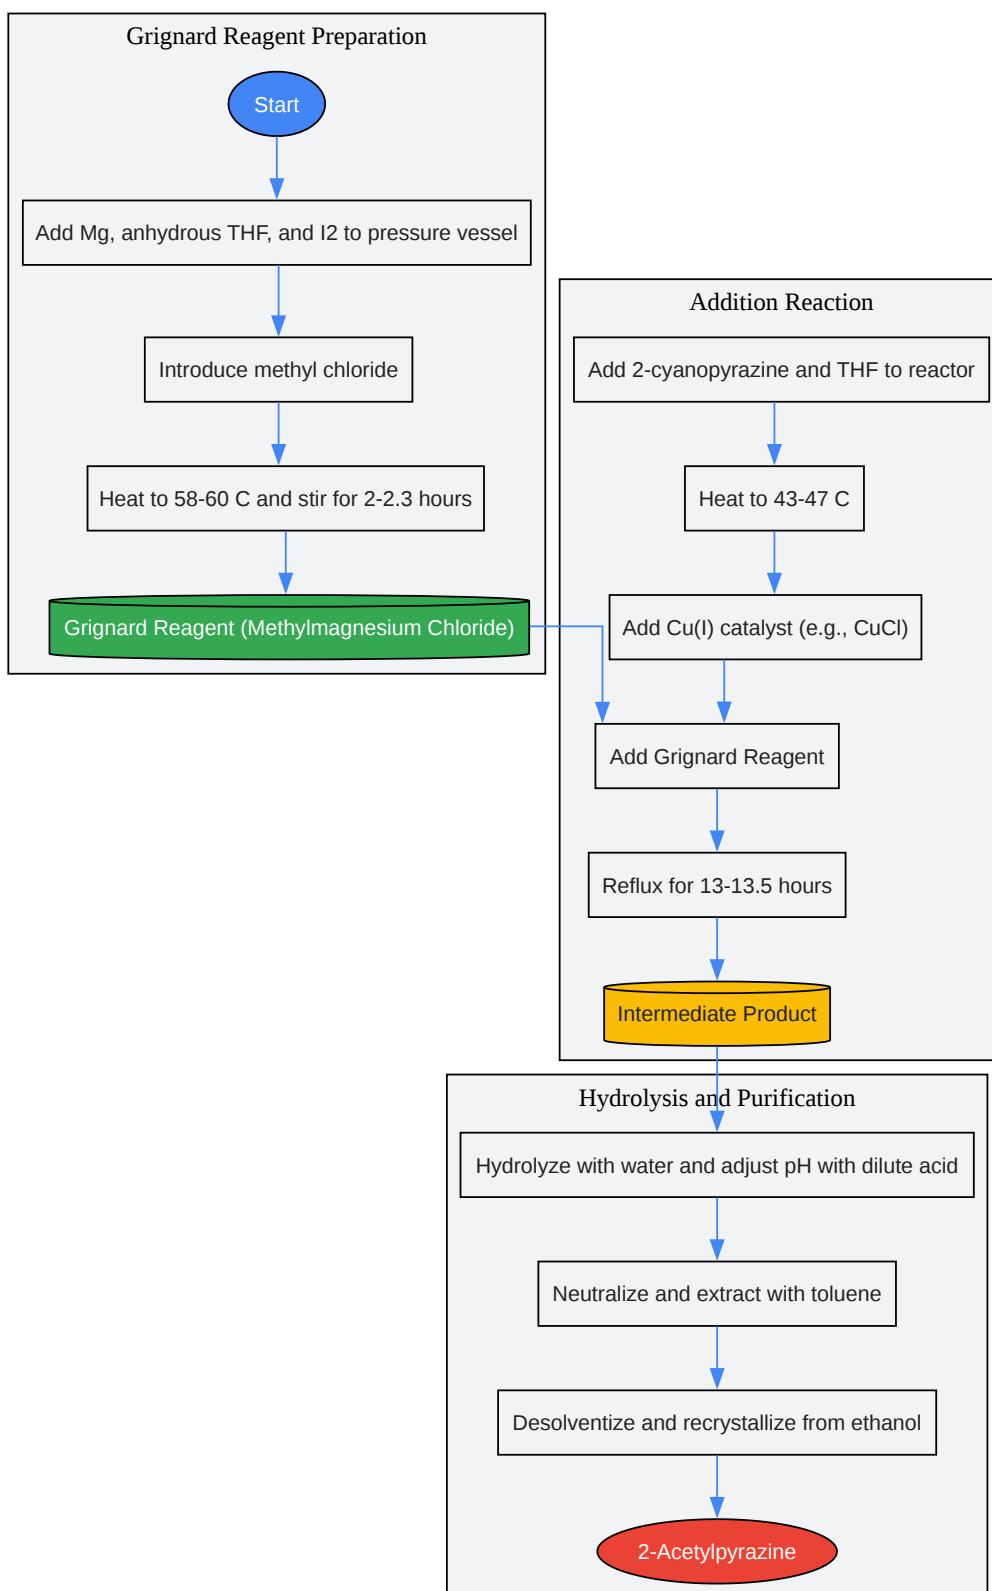 Grignard Reagent Preparation
Start
Add Mg, anhydrous THF, and I2 to pressure vessel
Introduce methyl chloride
Heat to 58-60 C and stir for 2-2.3 hours
Grignard Reagent (Methylmagnesium Chloride)
Addition Reaction
Add 2-cyanopyrazine and THF to reactor
Heat to 43-47 C
Add Cu(I) catalyst (e.g., CuCl)
Add Grignard Reagent
Reflux for 13-13.5 hours
Intermediate Product
Hydrolysis and Purification
Hydrolyze with water and adjust pH with dilute acid
Neutralize and extract with toluene
Desolventize and recrystallize from ethanol
2-Acetylpyrazine